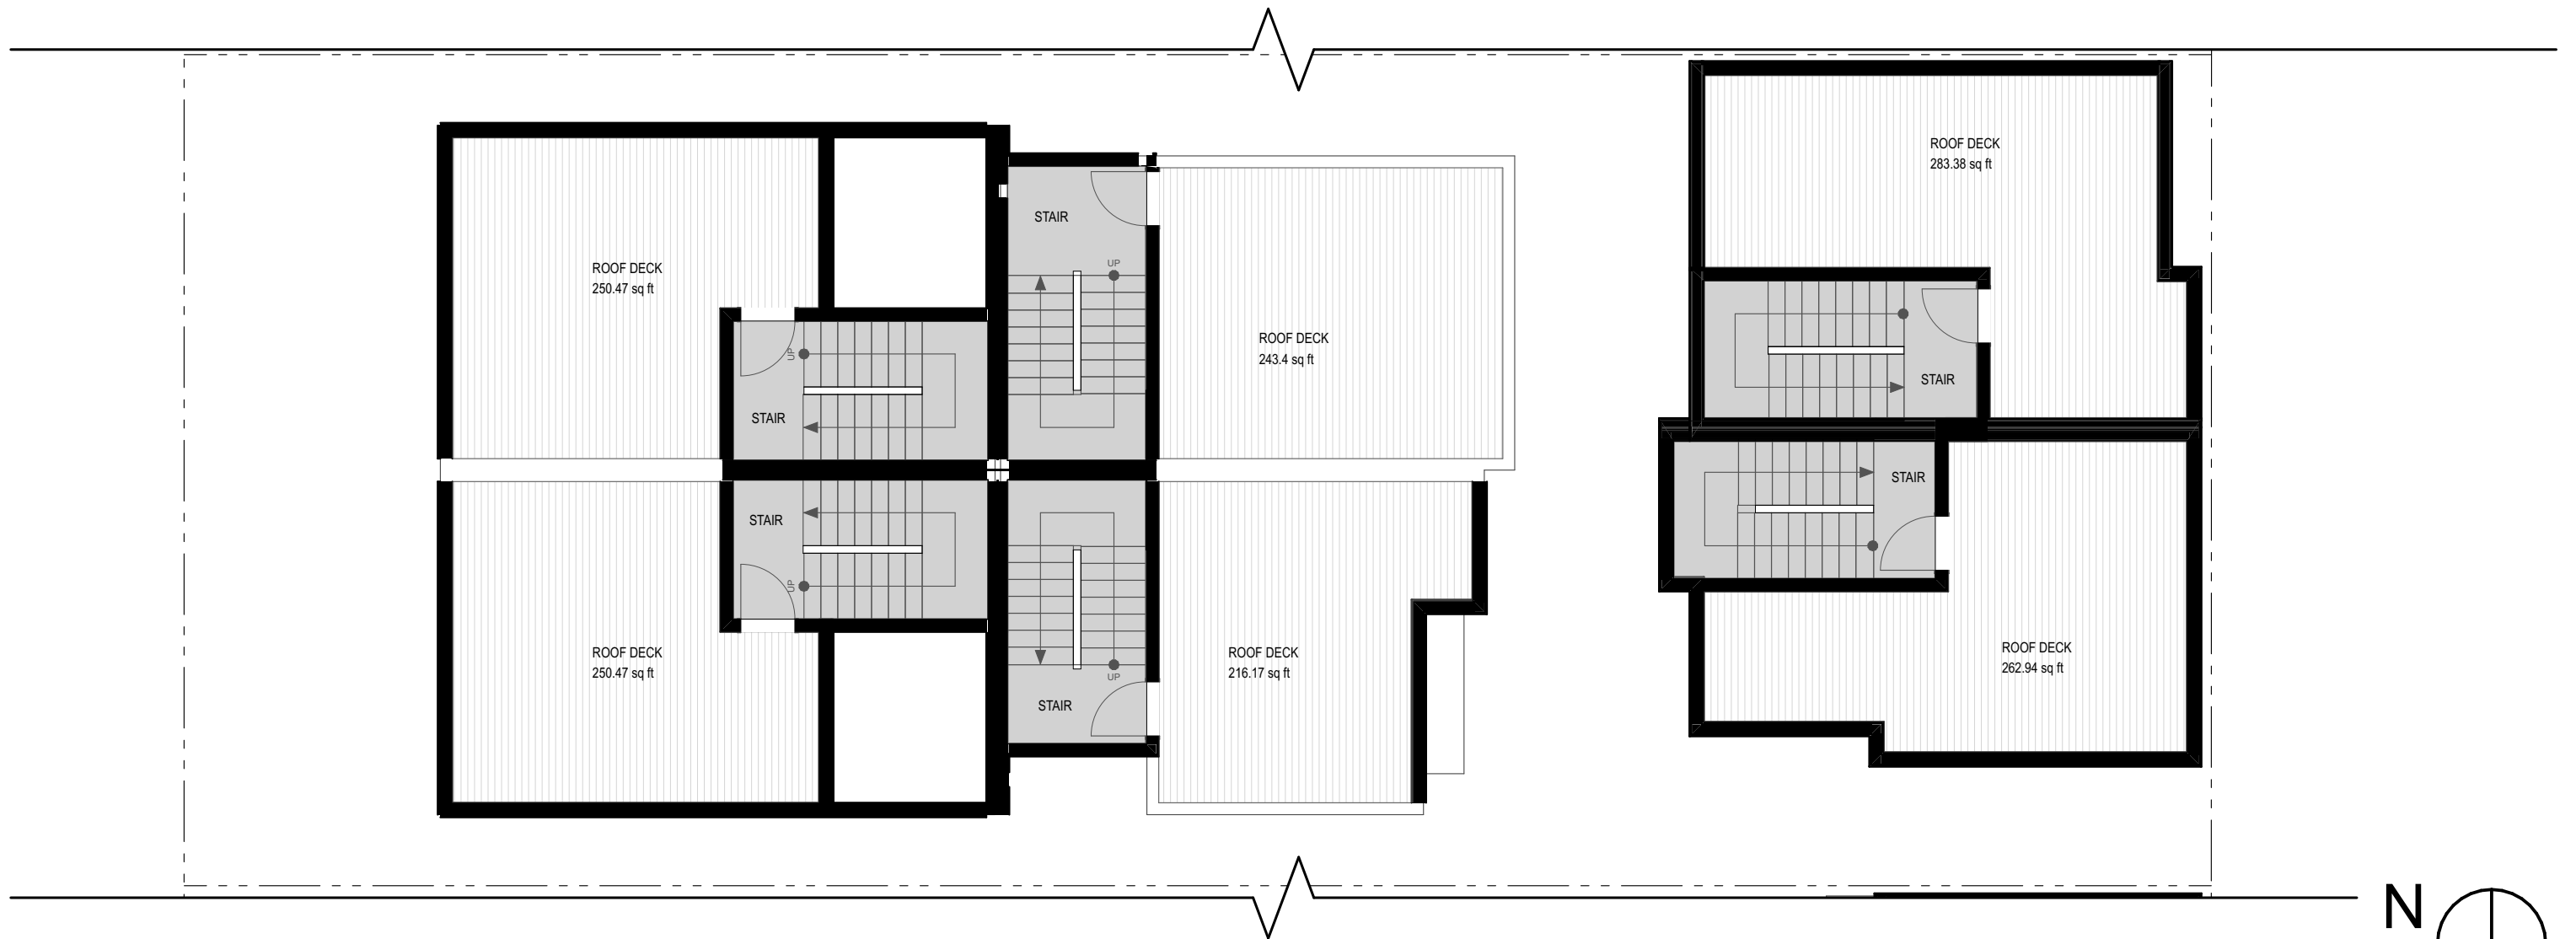 ROOF DECK
283.38 sq ft
STAIR
UP
ROOF DECK
250.47 sq ft
ROOF DECK
243.4 sq ft
UP
STAIR
STAIR
STAIR
STAIR
UP
ROOF DECK
250.47 sq ft
ROOF DECK
216.17 sq ft
ROOF DECK
262.94 sq ft
UP
STAIR
N